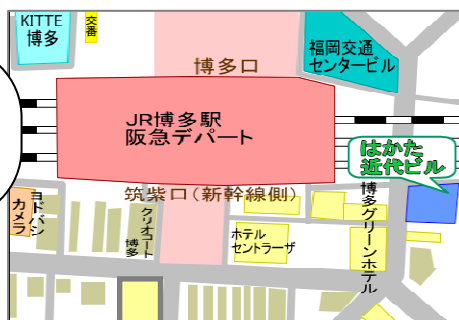 KITTE
博多
交番
博多口
福岡交通
センタービル
JR博多駅
阪急デパート
はかた
近代ビル
筑紫口(新幹線側)
ヨドバシ
カメラ
クリオコート
博多
ホテル
セントラーザ
博多グリーンホテル